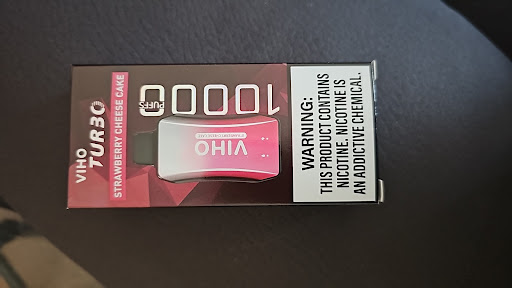 VIHO
TURBO
STRAWBERRY CHEESE CAKE
10000
PUFFS
VIHO
WARNING:
THIS PRODUCT CONTAINS
NICOTINE. NICOTINE IS
AN ADDICTIVE CHEMICAL.